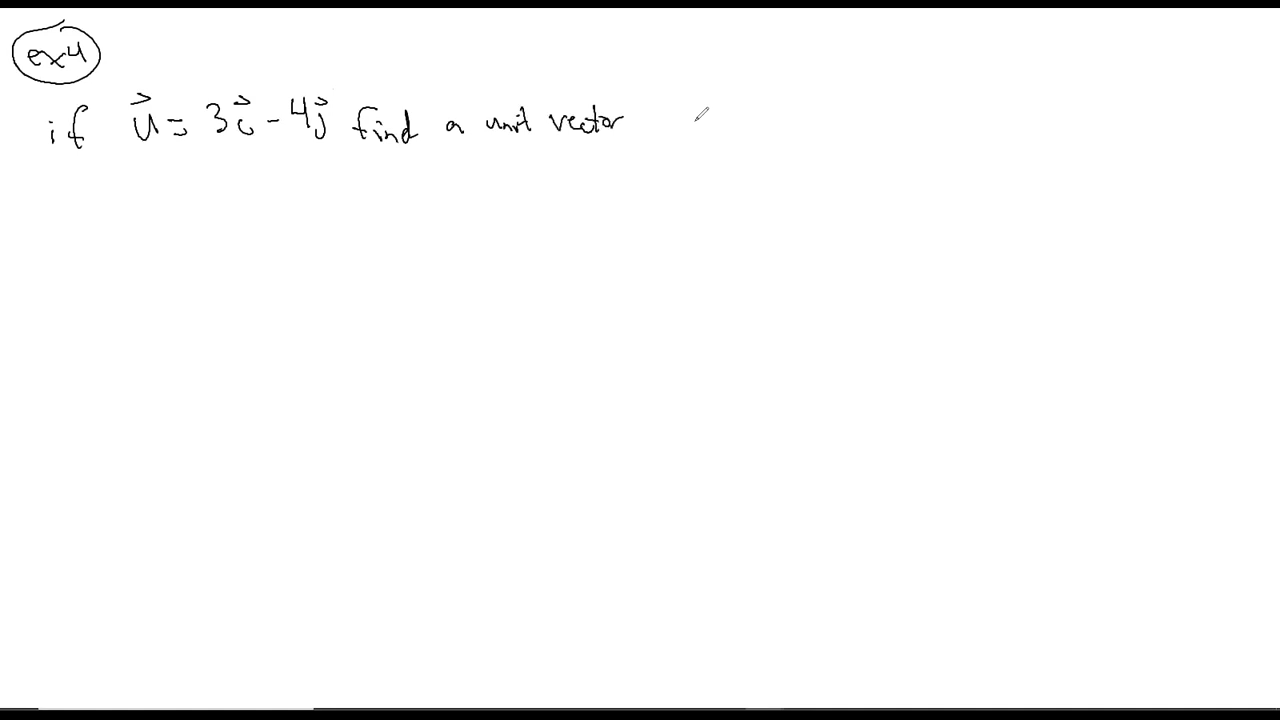 ex4
if u⃗ = 3i⃗ - 4j⃗ find a unit vector